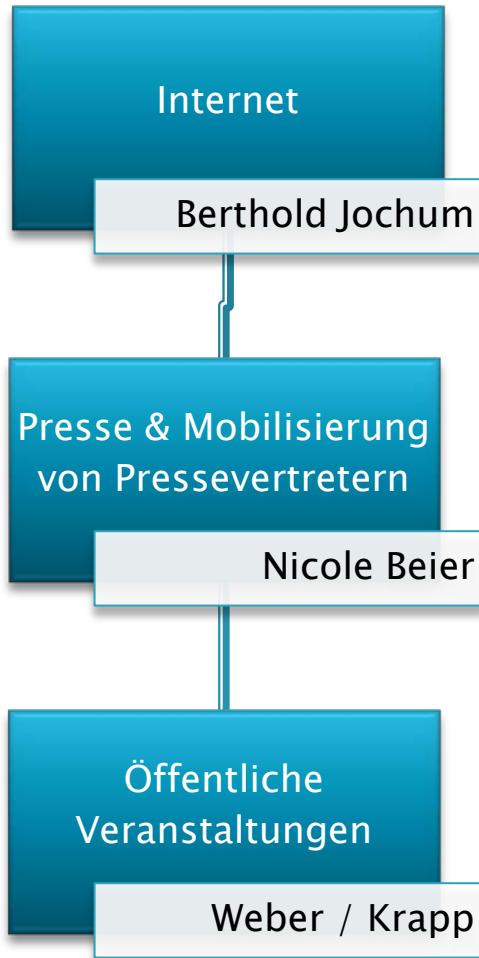 Internet
Berthold Jochum
Presse & Mobilisierung
von Pressevertretern
Nicole Beier
Öffentliche
Veranstaltungen
Weber / Krapp